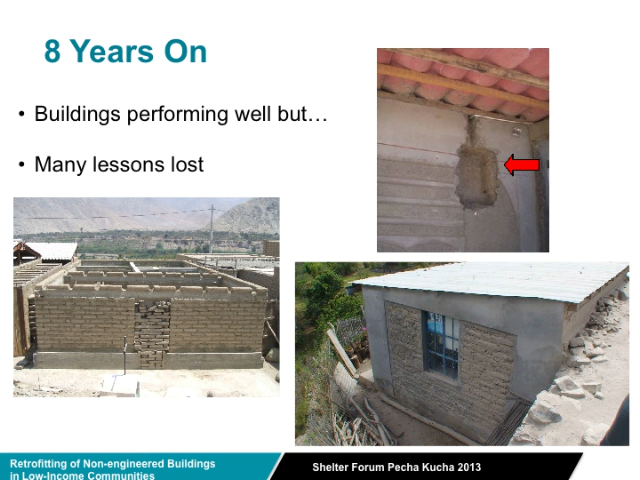 8 Years On
• Buildings performing well but…
• Many lessons lost
Retrofitting of Non-engineered Buildings
in Low-Income Communities
Shelter Forum Pecha Kucha 2013